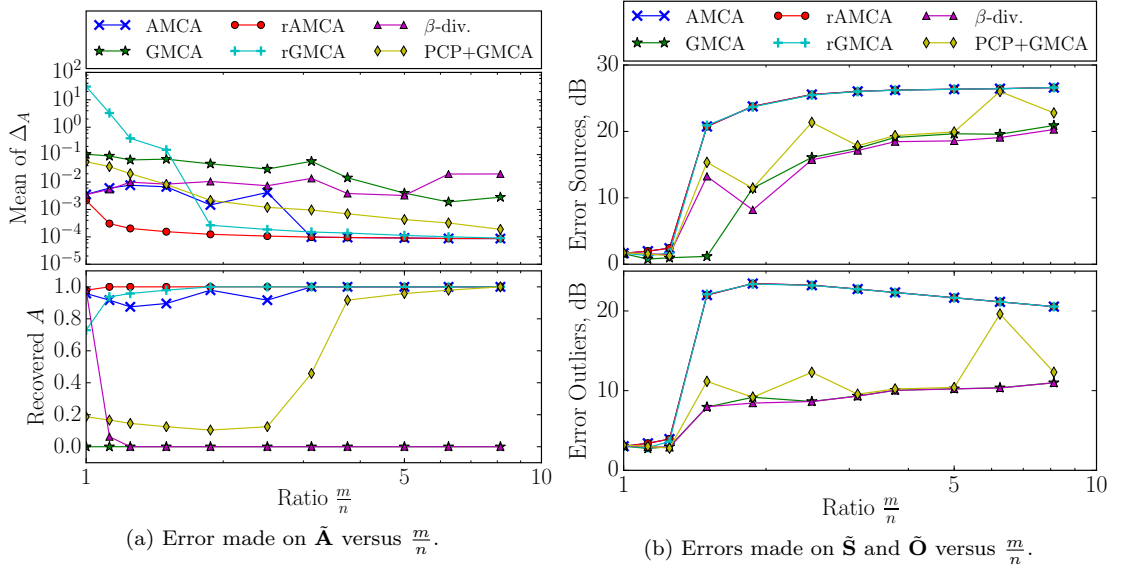 AMCA rAMCA β-div.
GMCA rGMCA PCP+GMCA
10^2
10^1
10^0
10^-1
10^-2
10^-3
10^-4
10^-5
Mean of Δ_A
1.0
0.8
0.6
0.4
0.2
0.0
Recovered A
1 5 10
Ratio m/n
(a) Error made on Ã versus m/n.
AMCA rAMCA β-div.
GMCA rGMCA PCP+GMCA
30
20
10
0
Error Sources, dB
20
10
0
Error Outliers, dB
1 5 10
Ratio m/n
(b) Errors made on S̃ and Õ versus m/n.